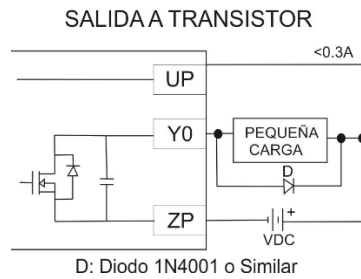 SALIDA A TRANSISTOR
<0.3A
UP
Y0
PEQUEÑA
CARGA
D
ZP
+
VDC
D: Diodo 1N4001 o Similar